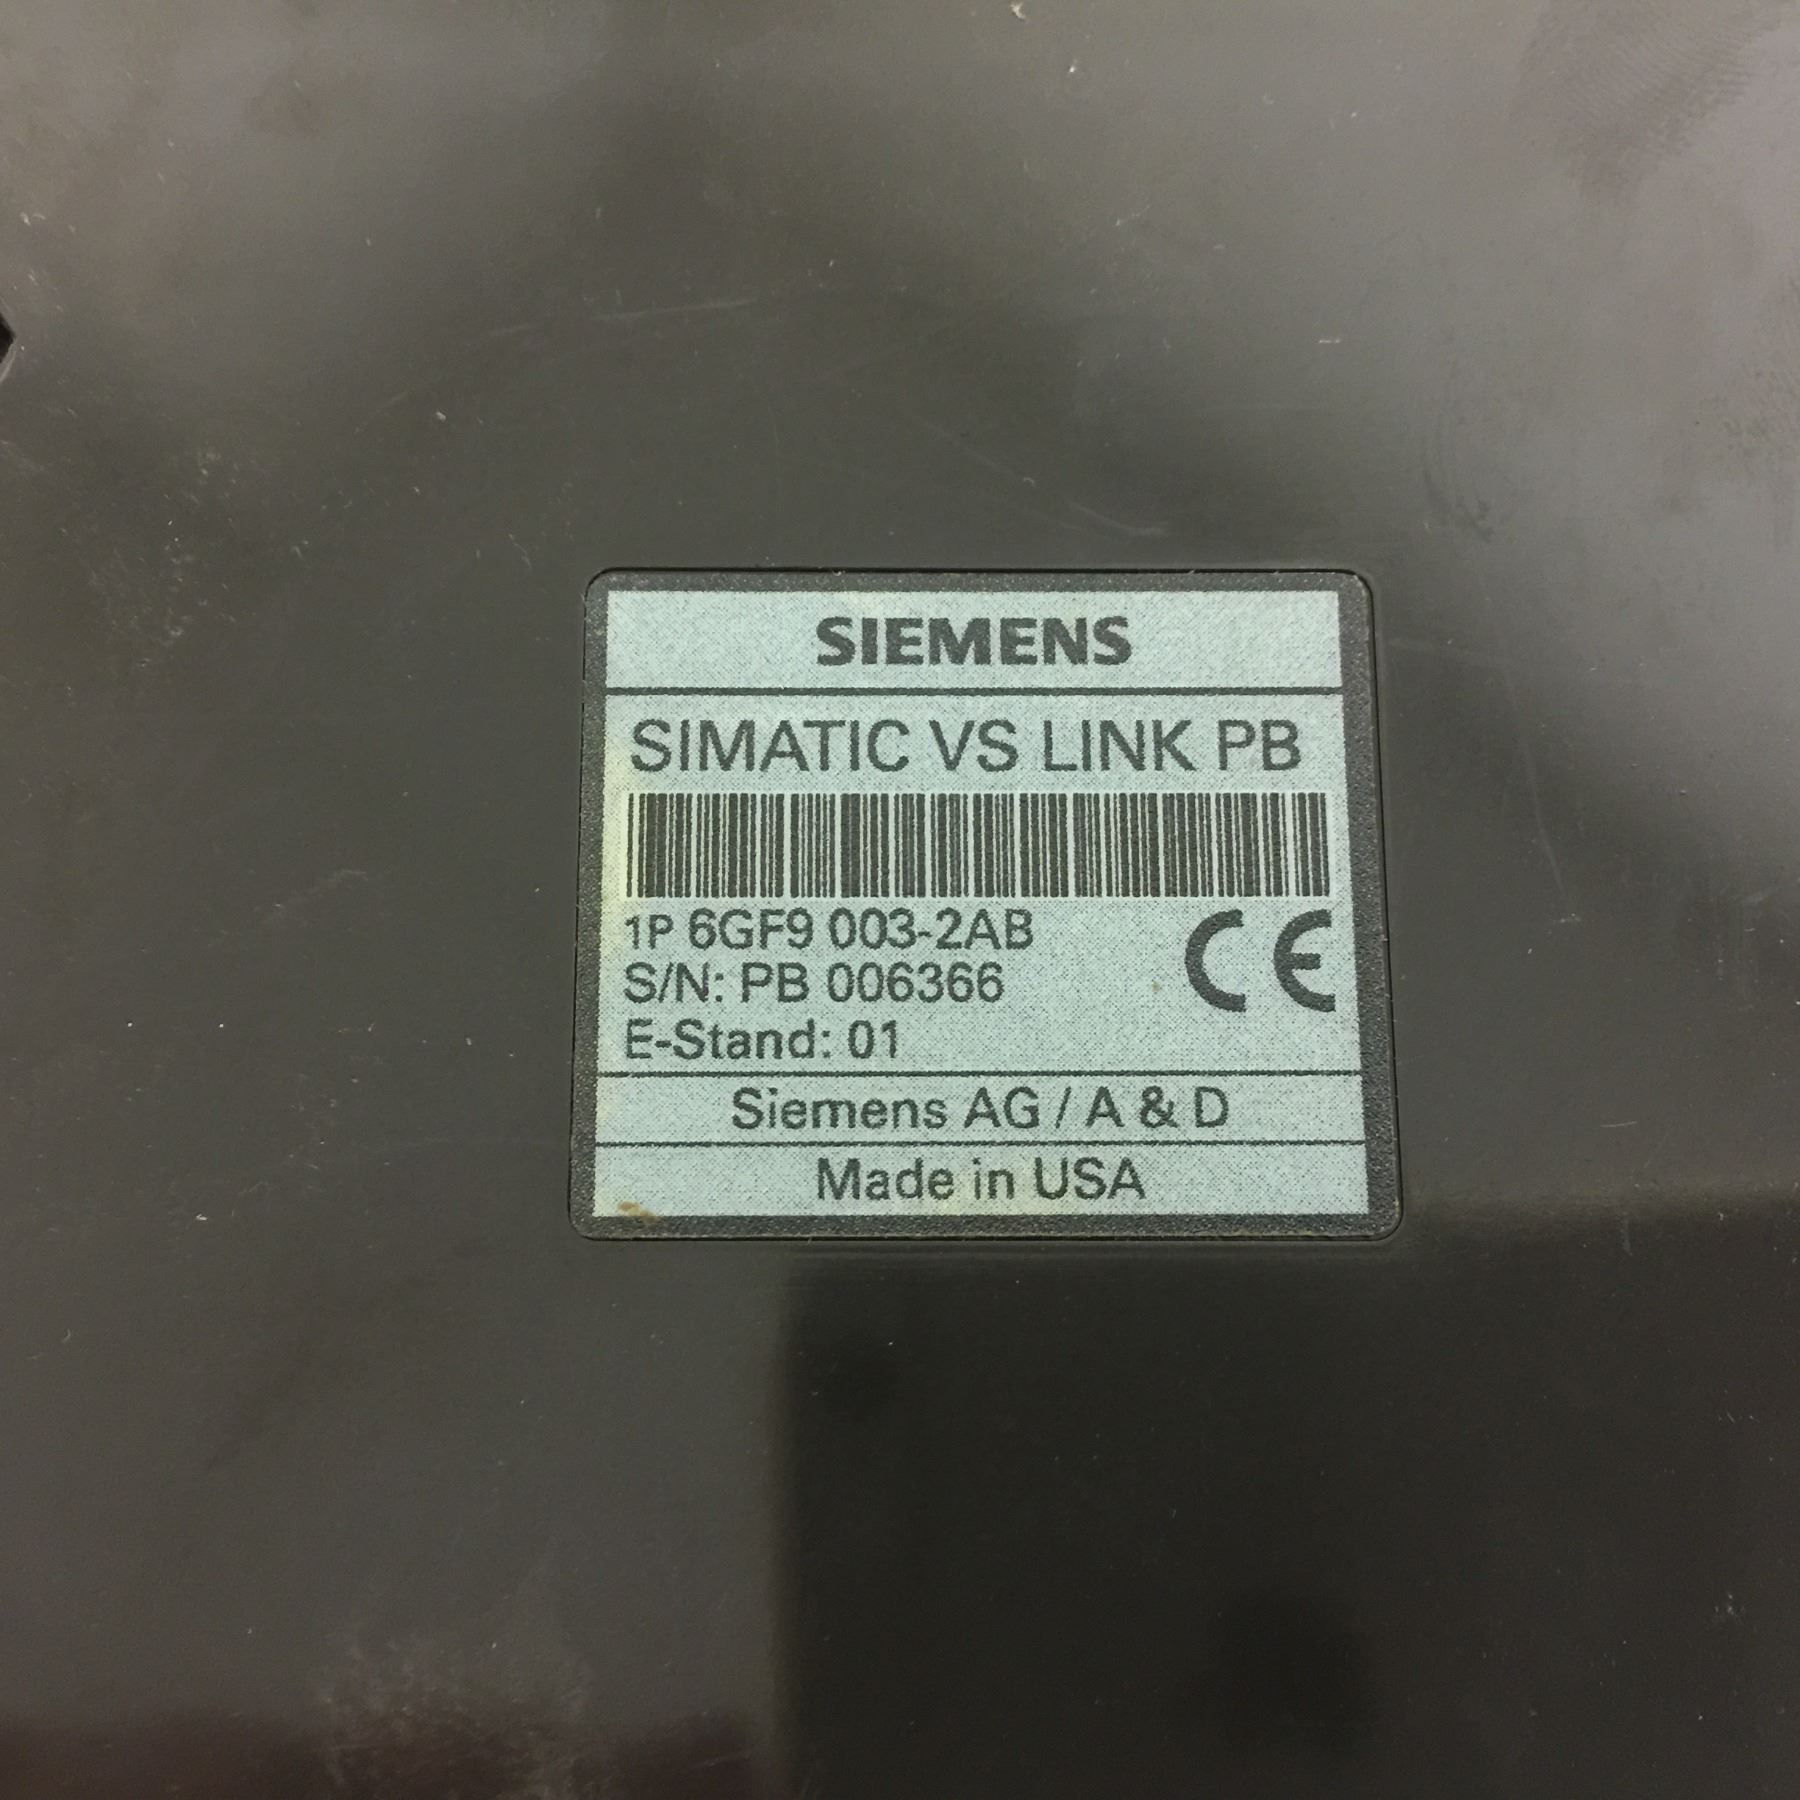 SIEMENS
SIMATIC VS LINK PB
1P 6GF9 003-2AB
S/N: PB 006366
E-Stand: 01
CE
Siemens AG / A & D
Made in USA